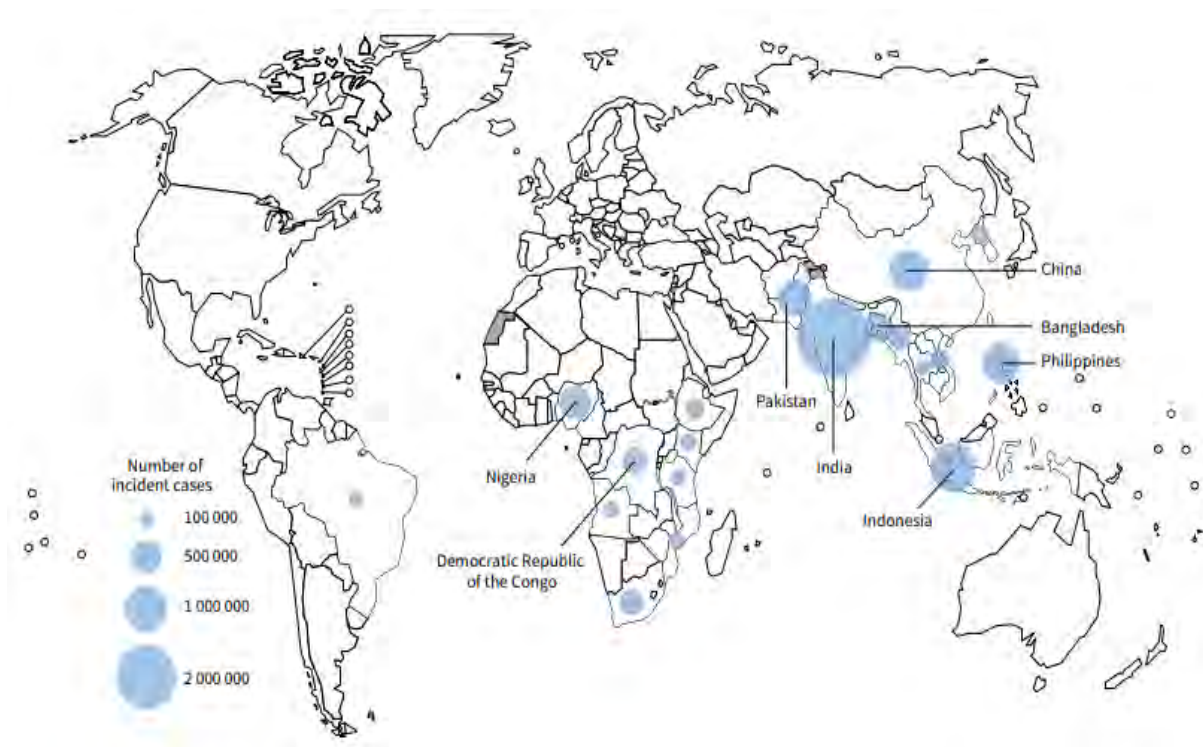 China
Bangladesh
Philippines
Pakistan
India
Nigeria
Indonesia
Democratic Republic
of the Congo
Number of
incident cases
100 000
500 000
1 000 000
2 000 000